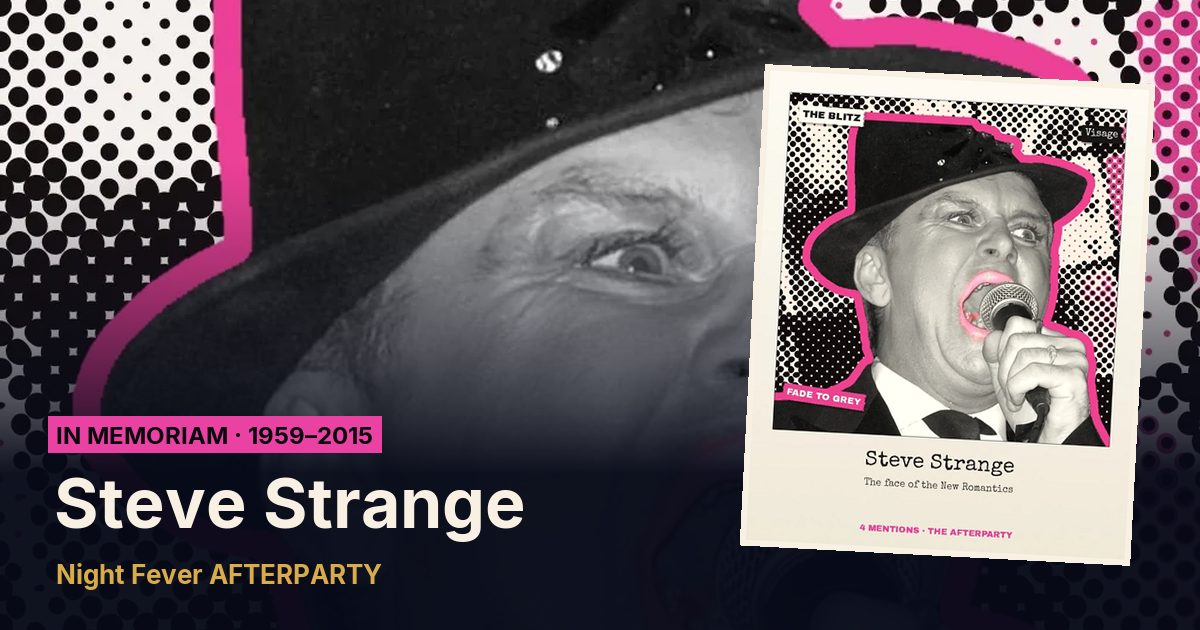 IN MEMORIAM · 1959–2015
Steve Strange
Night Fever AFTERPARTY
THE BLITZ
Visage
FADE TO GREY
Steve Strange
The face of the New Romantics
4 MENTIONS · THE AFTERPARTY